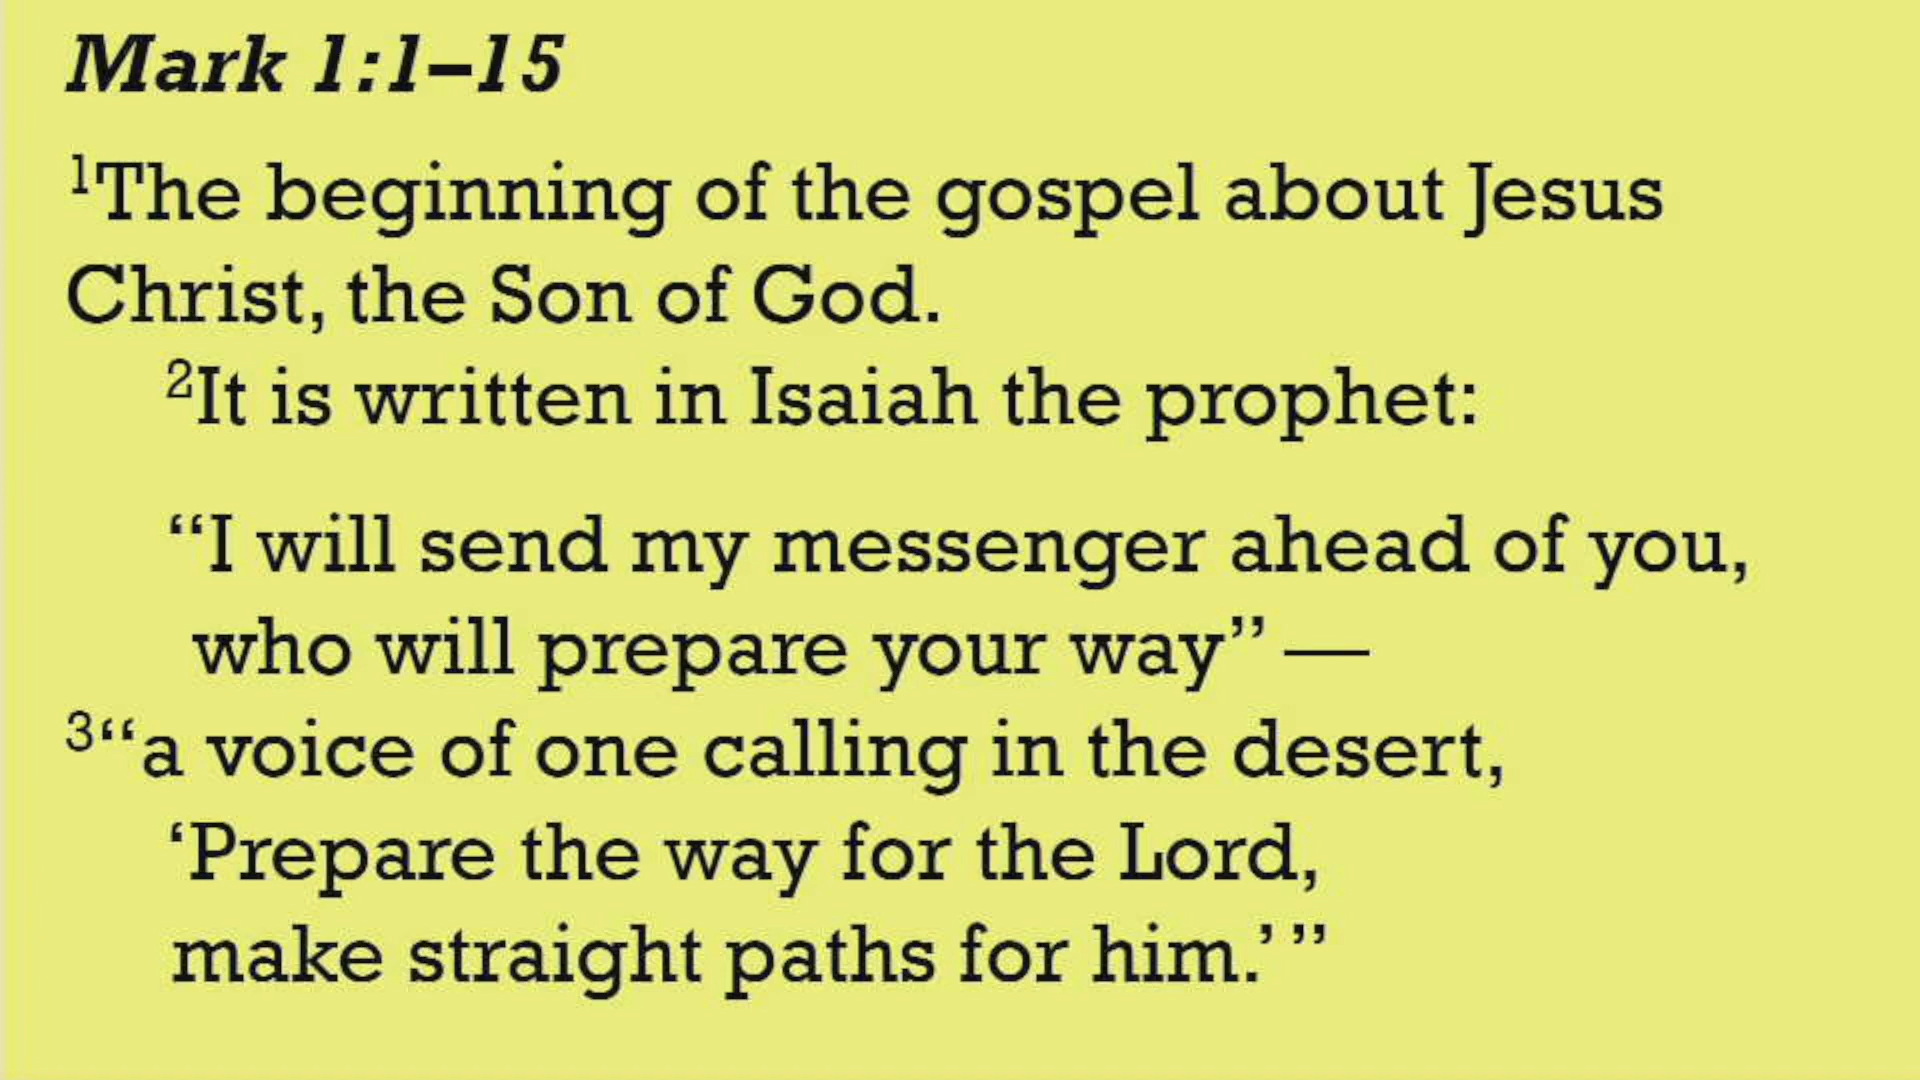 Mark 1:1–15
¹The beginning of the gospel about Jesus
Christ, the Son of God.
²It is written in Isaiah the prophet:
“I will send my messenger ahead of you,
who will prepare your way” —
³“a voice of one calling in the desert,
‘Prepare the way for the Lord,
make straight paths for him.’ ”